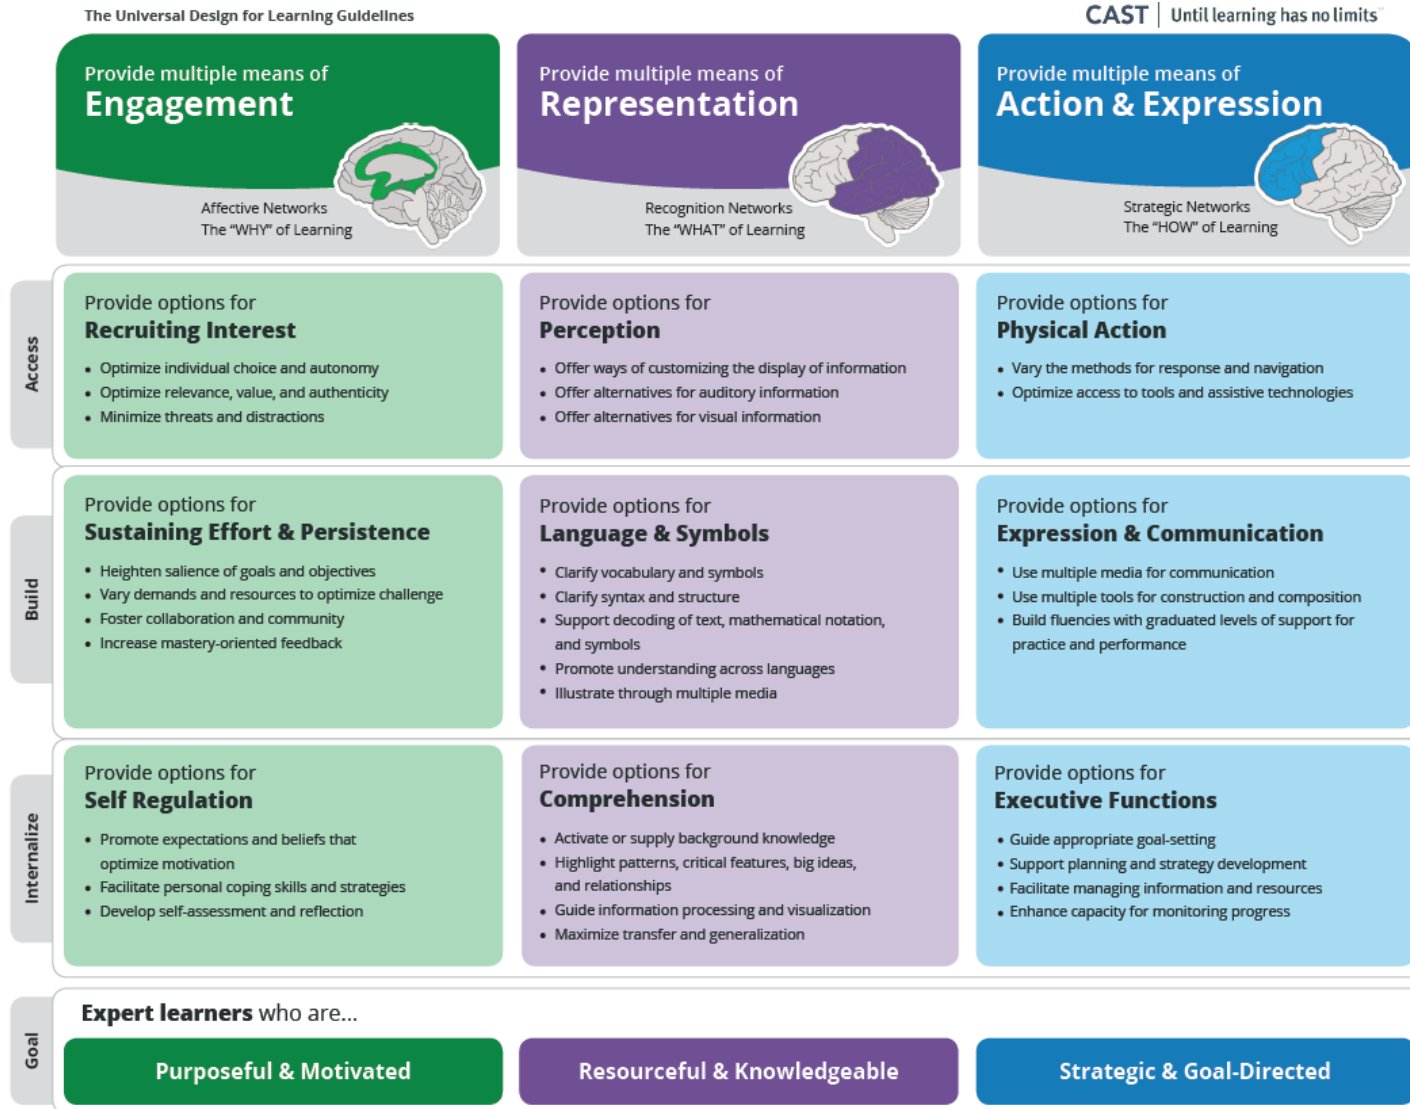 The Universal Design for Learning Guidelines
CAST | Until learning has no limits™
Provide multiple means of
Engagement
Affective Networks
The “WHY” of Learning
Provide multiple means of
Representation
Recognition Networks
The “WHAT” of Learning
Provide multiple means of
Action & Expression
Strategic Networks
The “HOW” of Learning
Access
Provide options for
Recruiting Interest
• Optimize individual choice and autonomy
• Optimize relevance, value, and authenticity
• Minimize threats and distractions
Provide options for
Perception
• Offer ways of customizing the display of information
• Offer alternatives for auditory information
• Offer alternatives for visual information
Provide options for
Physical Action
• Vary the methods for response and navigation
• Optimize access to tools and assistive technologies
Build
Provide options for
Sustaining Effort & Persistence
• Heighten salience of goals and objectives
• Vary demands and resources to optimize challenge
• Foster collaboration and community
• Increase mastery-oriented feedback
Provide options for
Language & Symbols
• Clarify vocabulary and symbols
• Clarify syntax and structure
• Support decoding of text, mathematical notation,
and symbols
• Promote understanding across languages
• Illustrate through multiple media
Provide options for
Expression & Communication
• Use multiple media for communication
• Use multiple tools for construction and composition
• Build fluencies with graduated levels of support for
practice and performance
Internalize
Provide options for
Self Regulation
• Promote expectations and beliefs that
optimize motivation
• Facilitate personal coping skills and strategies
• Develop self-assessment and reflection
Provide options for
Comprehension
• Activate or supply background knowledge
• Highlight patterns, critical features, big ideas,
and relationships
• Guide information processing and visualization
• Maximize transfer and generalization
Provide options for
Executive Functions
• Guide appropriate goal-setting
• Support planning and strategy development
• Facilitate managing information and resources
• Enhance capacity for monitoring progress
Goal
Expert learners who are...
Purposeful & Motivated
Resourceful & Knowledgeable
Strategic & Goal-Directed